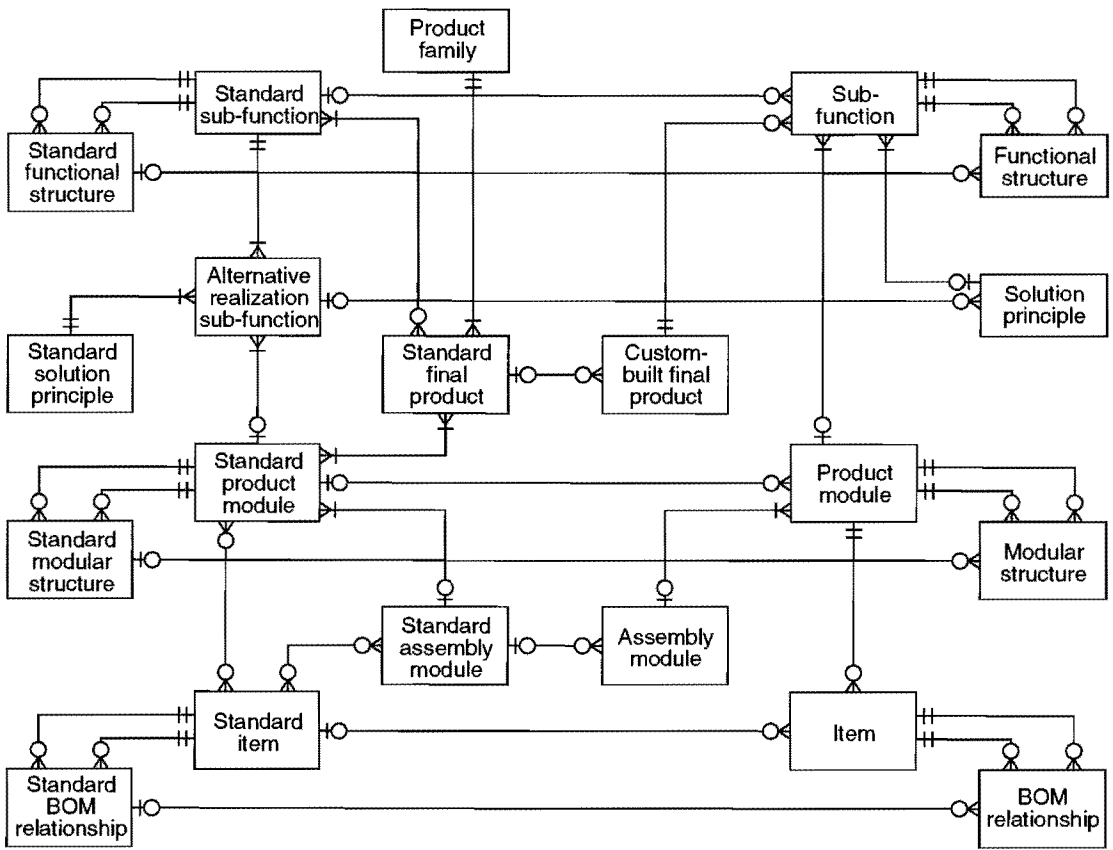 Product
family
Standard
sub-function
Sub-
function
Standard
functional
structure
Functional
structure
Alternative
realization
sub-function
Solution
principle
Standard
solution
principle
Standard
final
product
Custom-
built final
product
Standard
product
module
Product
module
Standard
modular
structure
Modular
structure
Standard
assembly
module
Assembly
module
Standard
item
Item
Standard
BOM
relationship
BOM
relationship